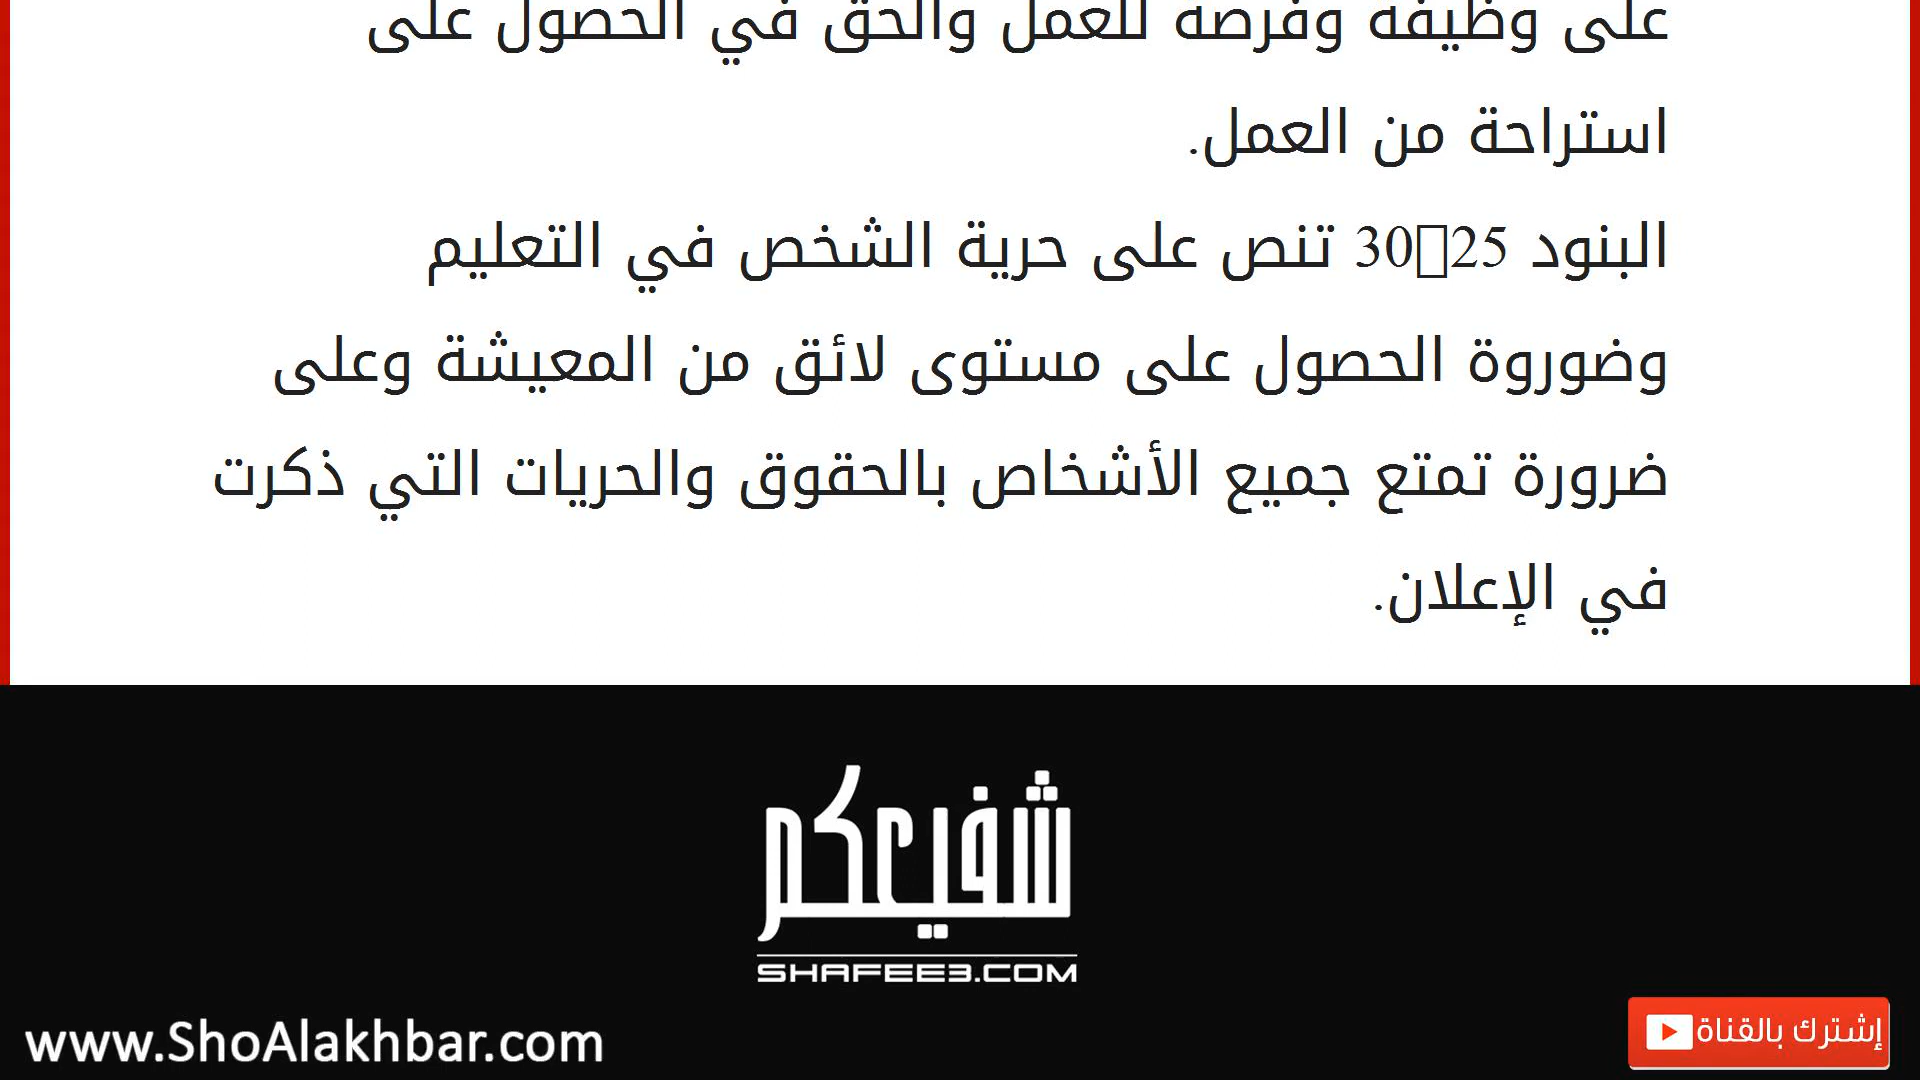 على وظيفة وفرصة للعمل والحق في الحصول على
استراحة من العمل.
البنود 25▯30 تنص على حرية الشخص في التعليم
وضوروة الحصول على مستوى لائق من المعيشة وعلى
ضرورة تمتع جميع الأشخاص بالحقوق والحريات التي ذكرت
في الإعلان.
شفيعكم
SHAFEE3.COM
www.ShoAlakhbar.com
إشترك بالقناة